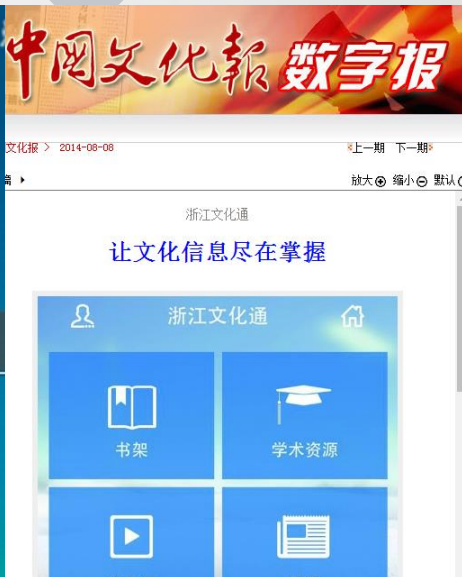 中国文化报 数字报
文化报 > 2014-08-08
上一期 下一期
篇
放大 缩小 默认
浙江文化通
让文化信息尽在掌握
浙江文化通
书架
学术资源